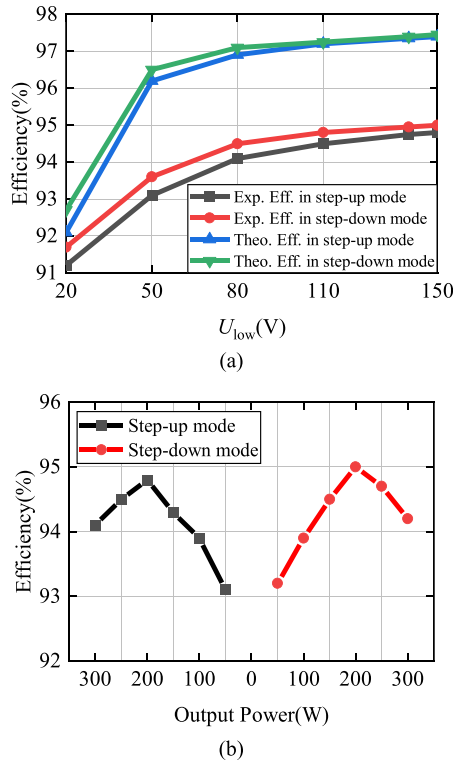 98
97
96
95
94
93
92
91
Efficiency(%)
Exp. Eff. in step-up mode
Exp. Eff. in step-down mode
Theo. Eff. in step-up mode
Theo. Eff. in step-down mode
20 50 80 110 150
Ulow(V)
(a)
96
95
94
93
92
Efficiency(%)
Step-up mode
Step-down mode
300 200 100 0 100 200 300
Output Power(W)
(b)